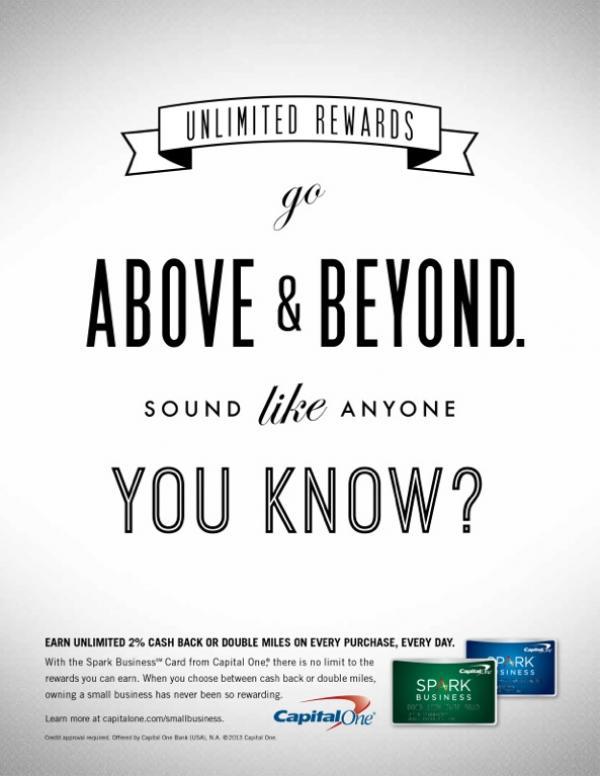 UNLIMITED REWARDS
go
ABOVE & BEYOND.
SOUND like ANYONE
YOU KNOW?
EARN UNLIMITED 2% CASH BACK OR DOUBLE MILES ON EVERY PURCHASE, EVERY DAY.
With the Spark Business℠ Card from Capital One,® there is no limit to the
rewards you can earn. When you choose between cash back or double miles,
owning a small business has never been so rewarding.
Learn more at capitalone.com/smallbusiness.
CapitalOne®
Credit approval required. Offered by Capital One Bank (USA), N.A. ©2013 Capital One.
CapitalOne
SPARK
BUSINESS
CapitalOne
SPARK